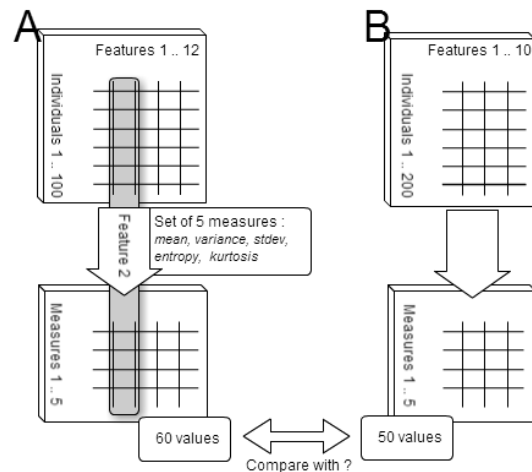 A
Features 1 .. 12
Individuals 1 .. 100
Feature 2
Set of 5 measures :
mean, variance, stdev,
entropy, kurtosis
Measures 1 .. 5
60 values
B
Features 1 .. 10
Individuals 1 .. 200
Measures 1 .. 5
50 values
Compare with ?